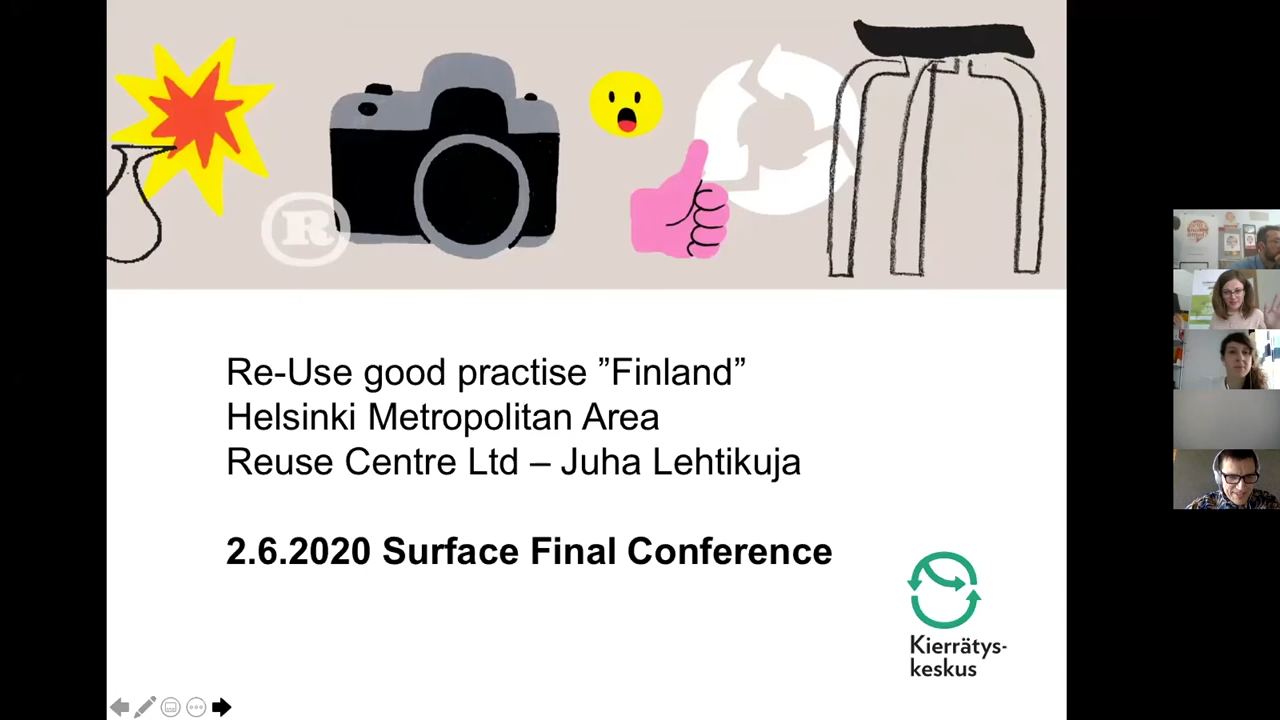 R
Re-Use good practise ”Finland”
Helsinki Metropolitan Area
Reuse Centre Ltd – Juha Lehtikuja
2.6.2020 Surface Final Conference
Kierrätys-
keskus